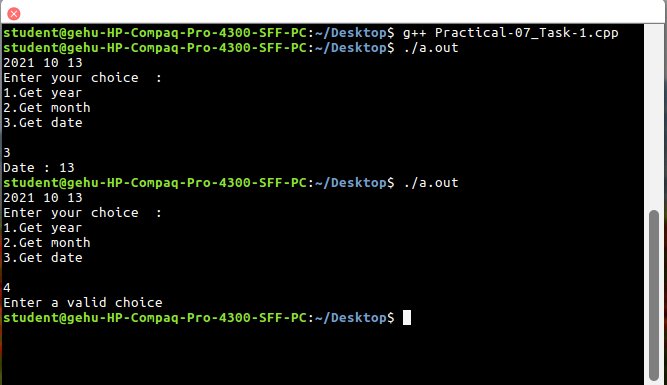 student@gehu-HP-Compaq-Pro-4300-SFF-PC:~/Desktop$ g++ Practical-07_Task-1.cpp
student@gehu-HP-Compaq-Pro-4300-SFF-PC:~/Desktop$ ./a.out
2021 10 13
Enter your choice  :
1.Get year
2.Get month
3.Get date

3
Date : 13
student@gehu-HP-Compaq-Pro-4300-SFF-PC:~/Desktop$ ./a.out
2021 10 13
Enter your choice  :
1.Get year
2.Get month
3.Get date

4
Enter a valid choice
student@gehu-HP-Compaq-Pro-4300-SFF-PC:~/Desktop$